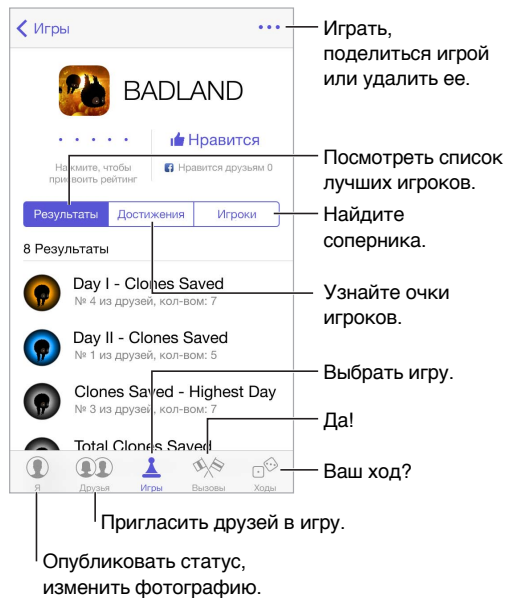 Игры
Играть,
поделиться игрой
или удалить ее.
BADLAND
Нравится
Нажмите, чтобы
присвоить рейтинг
Нравится друзьям 0
Посмотреть список
лучших игроков.
Результаты
Достижения
Игроки
Найдите
соперника.
8 Результаты
Day I - Clones Saved
№ 4 из друзей, кол-вом: 7
Узнайте очки
игроков.
Day II - Clones Saved
№ 1 из друзей, кол-вом: 5
Выбрать игру.
Clones Saved - Highest Day
№ 3 из друзей, кол-вом: 7
Да!
Total Clones Saved
Ваш ход?
Я
Друзья
Игры
Вызовы
Ходы
Пригласить друзей в игру.
Опубликовать статус,
изменить фотографию.